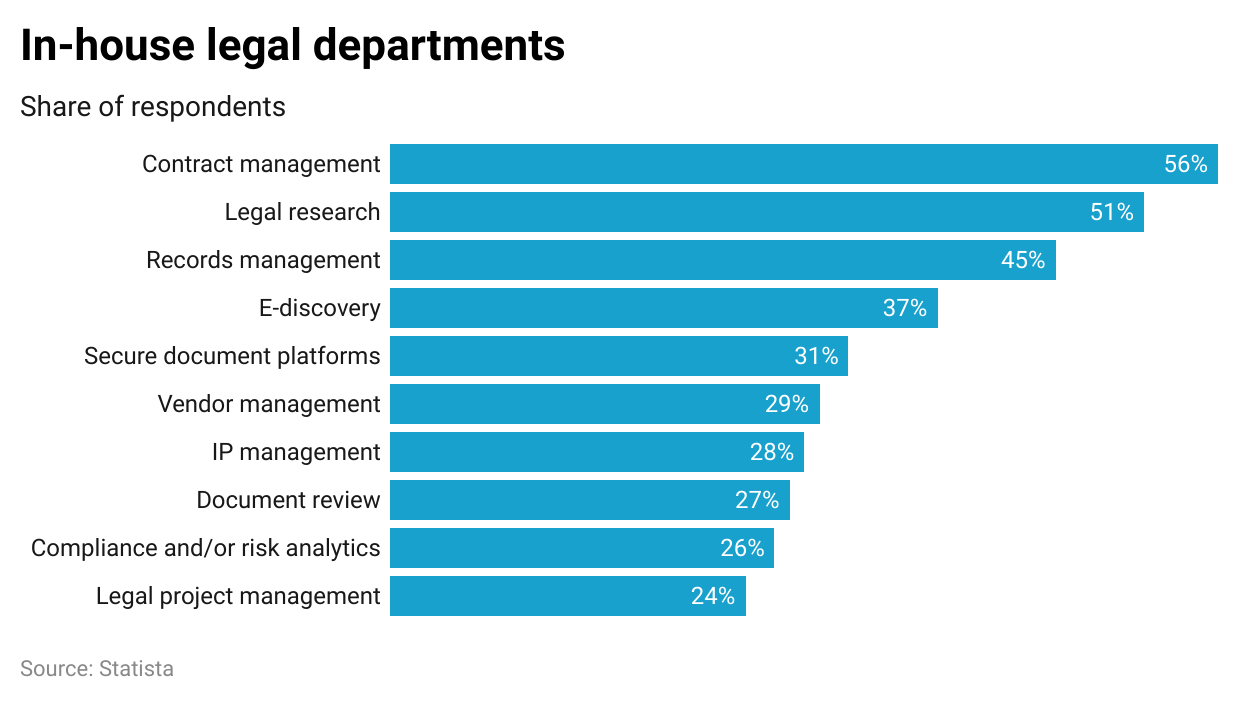 In-house legal departments
Share of respondents
Contract management 56%
Legal research 51%
Records management 45%
E-discovery 37%
Secure document platforms 31%
Vendor management 29%
IP management 28%
Document review 27%
Compliance and/or risk analytics 26%
Legal project management 24%
Source: Statista